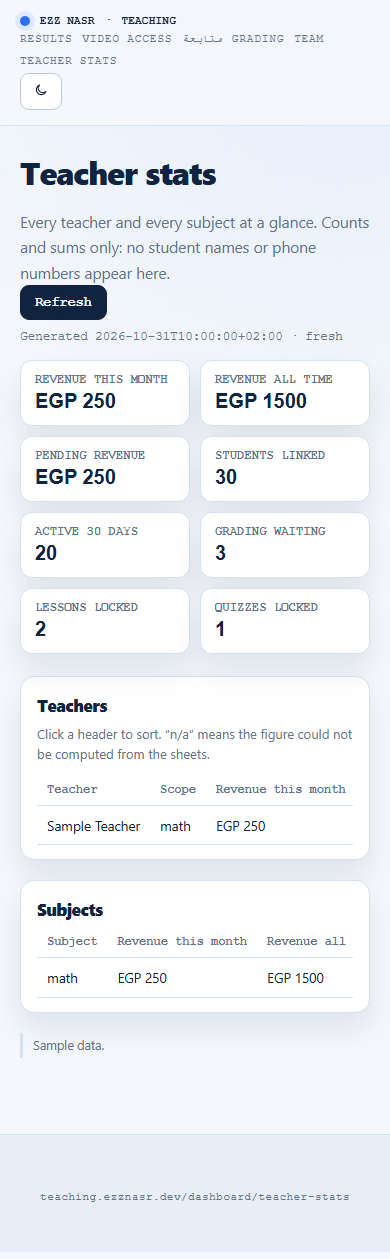 EZZ NASR · TEACHING
RESULTS VIDEO ACCESS متابعة GRADING TEAM
TEACHER STATS
Teacher stats
Every teacher and every subject at a glance. Counts
and sums only: no student names or phone
numbers appear here.
Refresh
Generated 2026-10-31T10:00:00+02:00 · fresh
REVENUE THIS MONTH
EGP 250
REVENUE ALL TIME
EGP 1500
PENDING REVENUE
EGP 250
STUDENTS LINKED
30
ACTIVE 30 DAYS
20
GRADING WAITING
3
LESSONS LOCKED
2
QUIZZES LOCKED
1
Teachers
Click a header to sort. “n/a” means the figure could not
be computed from the sheets.
Teacher Scope Revenue this month
Sample Teacher math EGP 250
Subjects
Subject Revenue this month Revenue all
math EGP 250 EGP 1500
Sample data.
teaching.ezznasr.dev/dashboard/teacher-stats